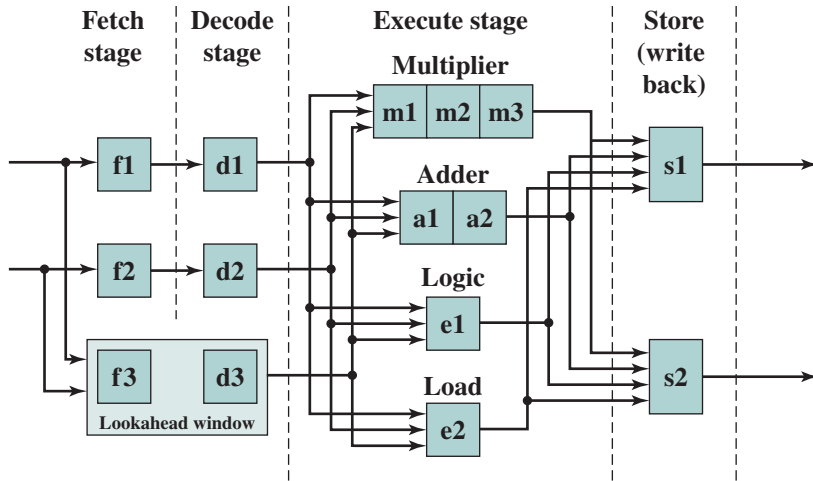 Fetch
stage
Decode
stage
Execute stage
Store
(write
back)
Multiplier
m1 m2 m3
f1 d1 s1
Adder
a1 a2
f2 d2
Logic
e1
f3 d3 s2
Lookahead window
Load
e2